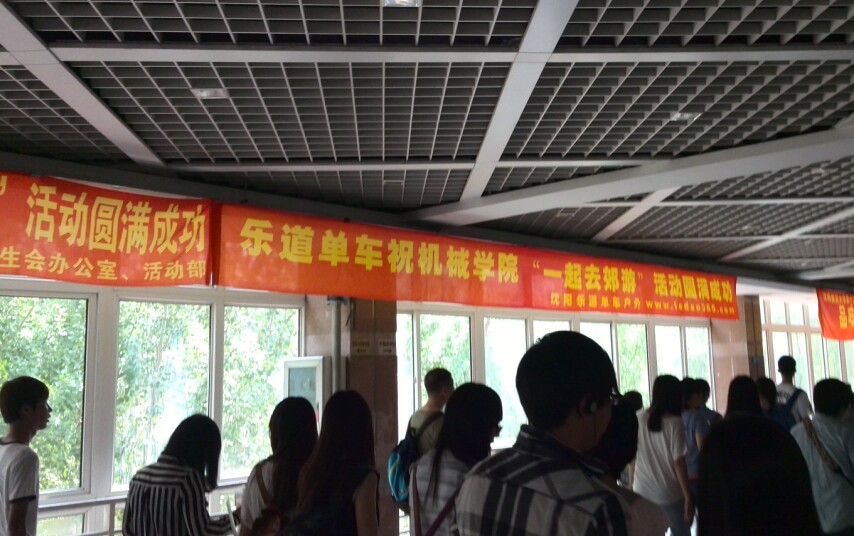 ” 活动圆满成功
生会办公室、活动部
乐道单车祝机械学院“一起去郊游”活动圆满成功
沈阳乐道单车户外 www.ledao365.com